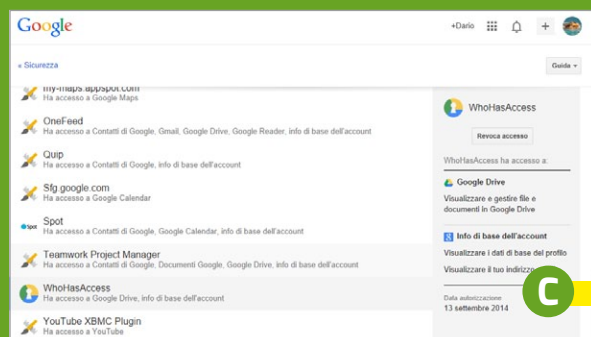 Google
+Dario
« Sicurezza
Guida
my-maps.appspot.com
Ha accesso a Google Maps
OneFeed
Ha accesso a Contatti di Google, Gmail, Google Drive, Google Reader, info di base dell'account
Quip
Ha accesso a Contatti di Google, info di base dell'account
Sfg.google.com
Ha accesso a Google Calendar
Spot
Spot
Ha accesso a Contatti di Google, Google Calendar, info di base dell'account
Teamwork Project Manager
Ha accesso a Contatti di Google, Documenti Google, Google Drive, info di base dell'account
WhoHasAccess
Ha accesso a Google Drive, info di base dell'account
YouTube XBMC Plugin
Ha accesso a YouTube
WhoHasAccess
Revoca accesso
WhoHasAccess ha accesso a:
Google Drive
Visualizzare e gestire file e
documenti in Google Drive
8 Info di base dell'account
Visualizzare i dati di base del profilo
Visualizzare il tuo indirizzo
Data autorizzazione
13 settembre 2014
C